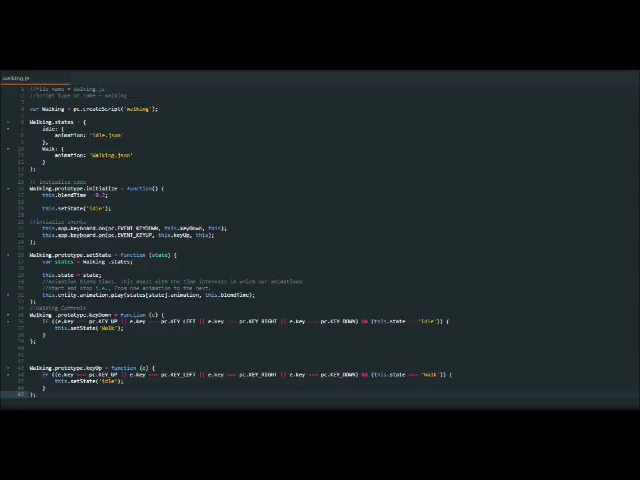 walking.js
1 //File name = Walking.js
2 //Script type or name = walking
3
4 var Walking = pc.createScript('walking');
5
6 Walking.states = {
7 idle: {
8 animation: 'idle.json'
9 },
10 Walk: {
11 animation: 'Walking.json'
12 }
13 };
14
15 // initialize code
16 Walking.prototype.initialize = function() {
17 this.blendTime = 0.2;
18
19 this.setState('idle');
20
21 //intialize events
22 this.app.keyboard.on(pc.EVENT_KEYDOWN, this.keyDown, this);
23 this.app.keyboard.on(pc.EVENT_KEYUP, this.keyUp, this);
24 };
25
26 Walking.prototype.setState = function (state) {
27 var states = Walking .states;
28
29 this.state = state;
30 //Animation Blend Times. This deals with the time intervals in which our animations
31 //start and stop i.e., from one animation to the next.
32 this.entity.animation.play(states[state].animation, this.blendTime);
33 };
34 //Walking Controls
35 Walking .prototype.keyDown = function (e) {
36 if ((e.key === pc.KEY_UP || e.key === pc.KEY_LEFT || e.key === pc.KEY_RIGHT || e.key === pc.KEY_DOWN) && (this.state === 'idle')) {
37 this.setState('Walk');
38 }
39 };
40
41
42
43 Walking.prototype.keyUp = function (e) {
44 if ((e.key === pc.KEY_UP || e.key === pc.KEY_LEFT || e.key === pc.KEY_RIGHT || e.key === pc.KEY_DOWN) && (this.state === 'Walk')) {
45 this.setState('idle');
46 }
47 };